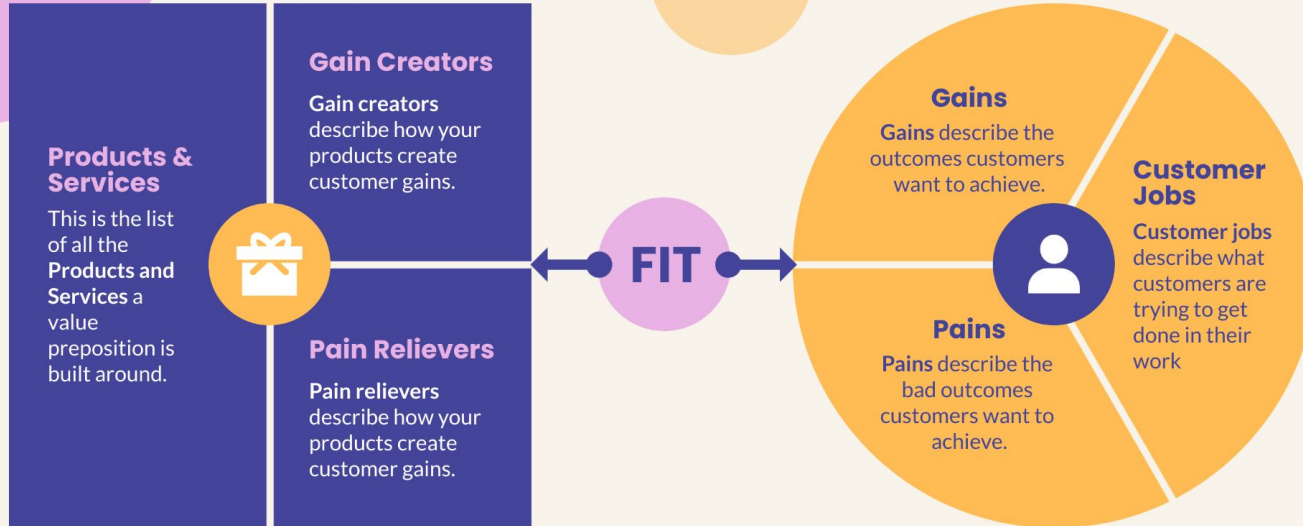 Products &
Services
This is the list
of all the
Products and
Services a
value
preposition is
built around.
Gain Creators
Gain creators
describe how your
products create
customer gains.
Pain Relievers
Pain relievers
describe how your
products create
customer gains.
FIT
Gains
Gains describe the
outcomes customers
want to achieve.
Pains
Pains describe the
bad outcomes
customers want to
achieve.
Customer
Jobs
Customer jobs
describe what
customers are
trying to get
done in their
work